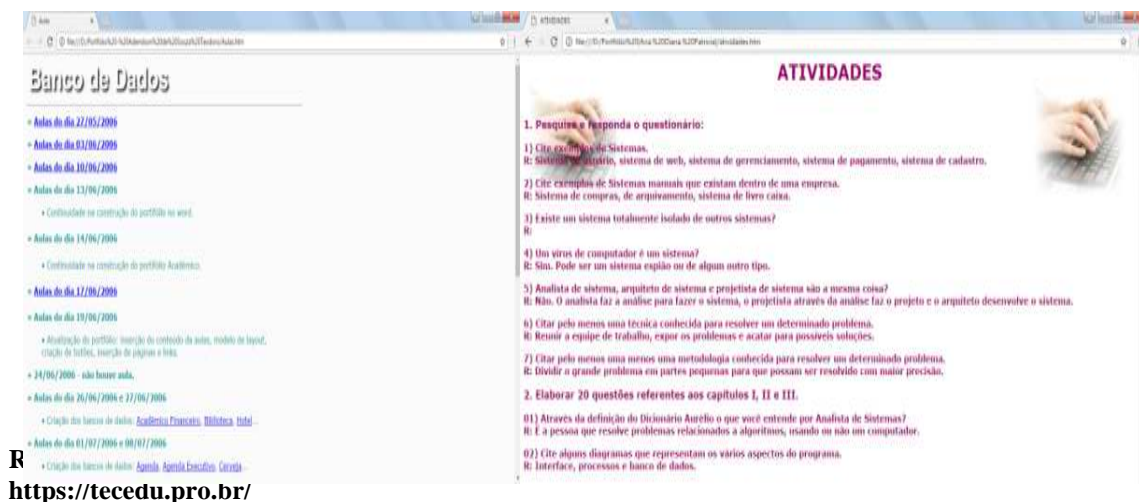 Aulas
Banco de Dados
» Aulas do dia 27/05/2006
» Aulas do dia 03/06/2006
» Aulas do dia 10/06/2006
» Aulas do dia 13/06/2006
• Continuidade na construção do portifólio no word.
» Aulas do dia 14/06/2006
• Continuidade na construção do portifólio Acadêmico.
» Aulas do dia 17/06/2006
» Aulas do dia 19/06/2006
• Atualização do portfólio: inserção do conteúdo da aulas, modelo de layout,
criação de botões, inserção de páginas e links.
» 24/06/2006 - não houve aula.
» Aulas do dia 26/06/2006 e 27/06/2006
• Criação dos bancos de dados: Acadêmico Financeiro, Biblioteca, Hotel...
» Aulas do dia 01/07/2006 e 08/07/2006
• Criação dos bancos de dados: Agenda, Agenda Executivo, Cerveja...
ATIVIDADES
ATIVIDADES
1. Pesquise e responda o questionário:
1) Cite exemplos de Sistemas.
R: Sistema de usuário, sistema de web, sistema de gerenciamento, sistema de pagamento, sistema de cadastro.
2) Cite exemplos de Sistemas manuais que existam dentro de uma empresa.
R: Sistema de compras, de arquivamento, sistema de livro caixa.
3) Existe um sistema totalmente isolado de outros sistemas?
R:
4) Um vírus de computador é um sistema?
R: Sim. Pode ser um sistema espião ou de algum outro tipo.
5) Analista de sistema, arquiteto de sistema e projetista de sistema são a mesma coisa?
R: Não. O analista faz a análise para fazer o sistema, o projetista através da análise faz o projeto e o arquiteto desenvolve o sistema.
6) Citar pelo menos uma técnica conhecida para resolver um determinado problema.
R: Reunir a equipe de trabalho, expor os problemas e acatar para possíveis soluções.
7) Citar pelo menos uma menos uma metodologia conhecida para resolver um determinado problema.
R: Dividir o grande problema em partes pequenas para que possam ser resolvido com maior precisão.
2. Elaborar 20 questões referentes aos capítulos I, II e III.
01) Através da definição do Dicionário Aurélio o que você entende por Analista de Sistemas?
R: É a pessoa que resolve problemas relacionados a algoritmos, usando ou não um computador.
02) Cite alguns diagramas que representam os vários aspectos do programa.
R: Interface, processos e banco de dados.
R
https://tecedu.pro.br/